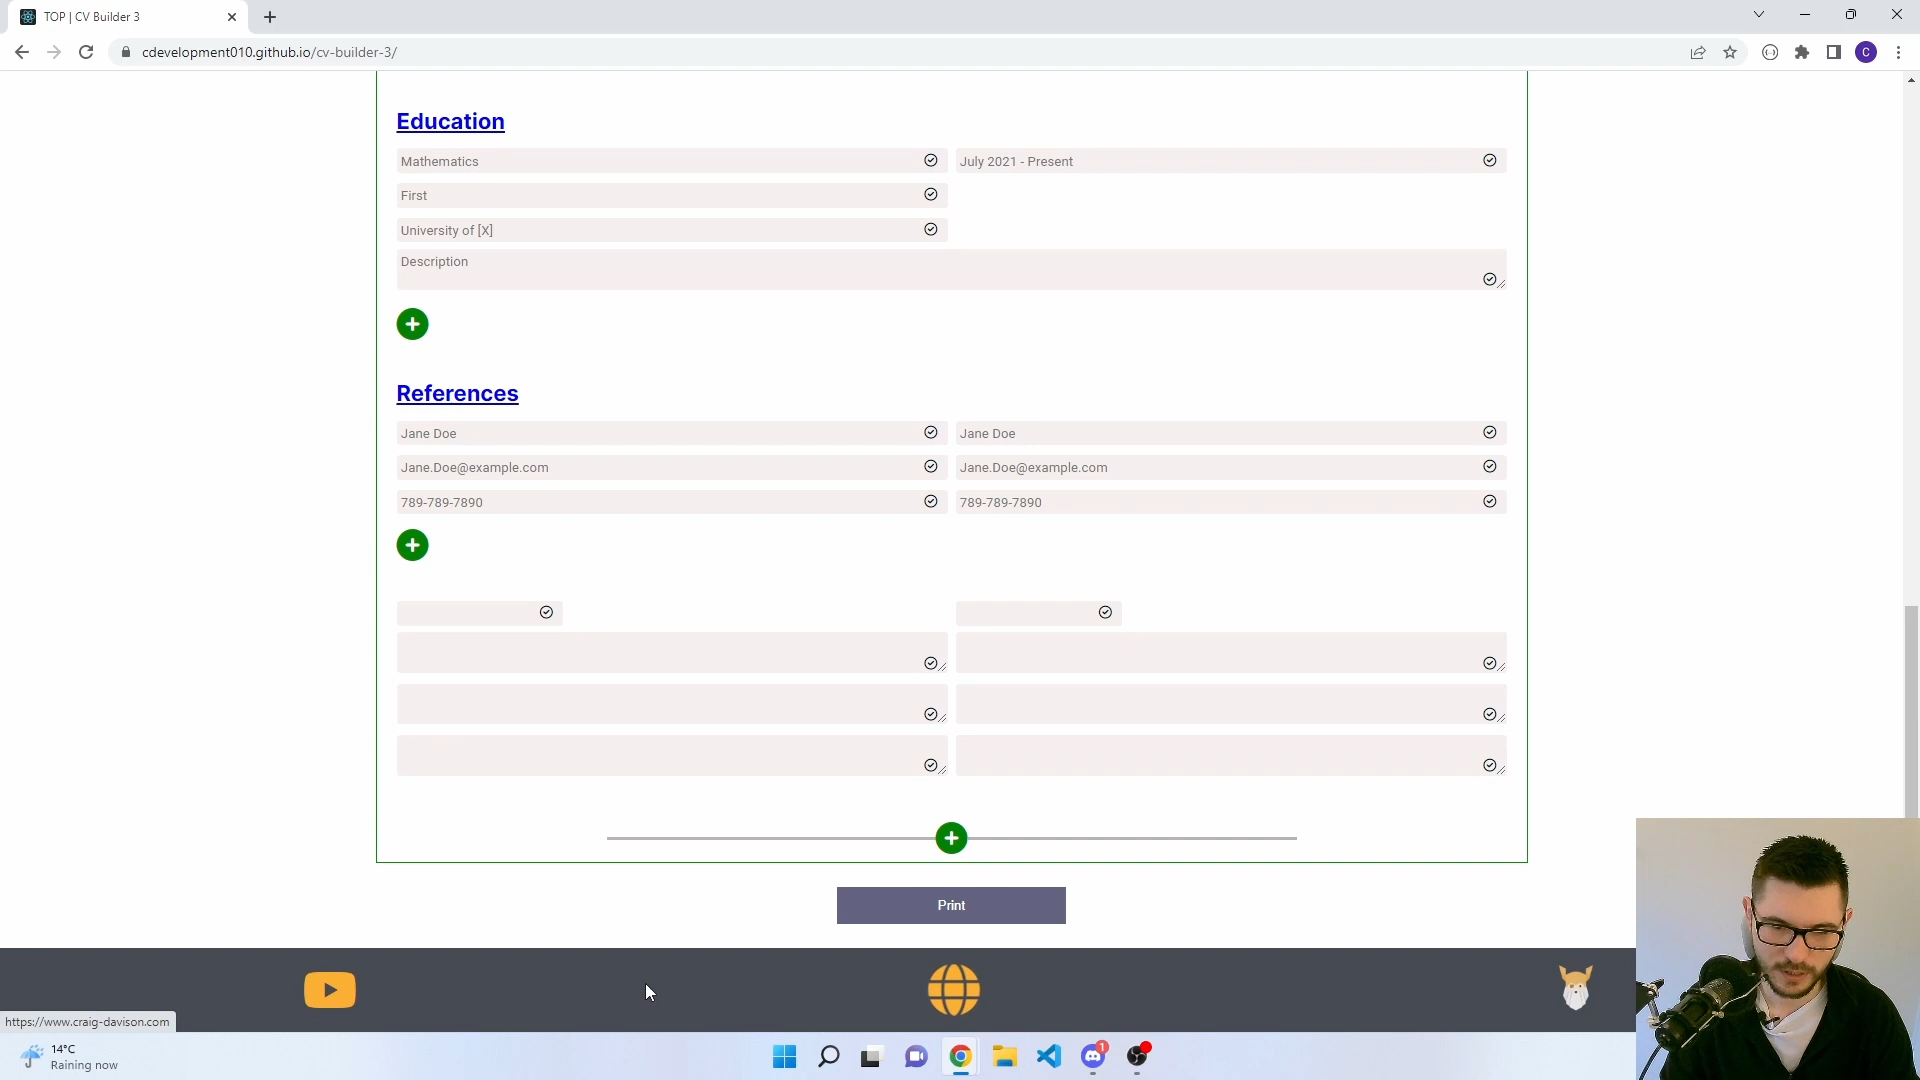 TOP | CV Builder 3
cdevelopment010.github.io/cv-builder-3/
C
Education
Mathematics
July 2021 - Present
First
University of [X]
Description
References
Jane Doe
Jane Doe
Jane.Doe@example.com
Jane.Doe@example.com
789-789-7890
789-789-7890
Print
https://www.craig-davison.com
14°C
Raining now
1